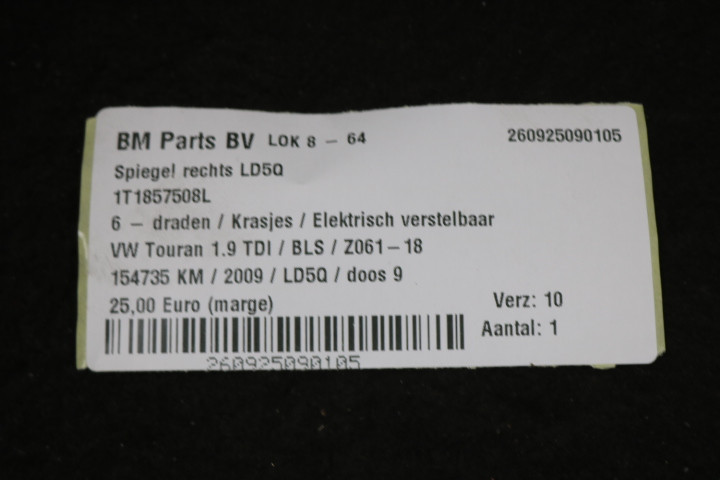 BM Parts BV LOK 8 - 64 260925090105
Spiegel rechts LD5Q
1T1857508L
6 - draden / Krasjes / Elektrisch verstelbaar
VW Touran 1.9 TDI / BLS / Z061-18
154735 KM / 2009 / LD5Q / doos 9
25,00 Euro (marge) Verz: 10
Aantal: 1
260925090105